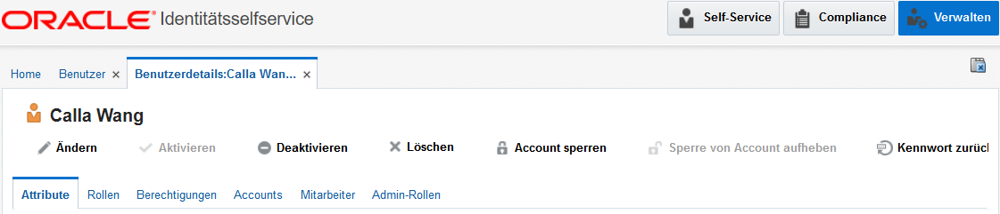 ORACLE Identitätsselfservice
Self-Service Compliance Verwalten
Home Benutzer Benutzerdetails:Calla Wan...
Calla Wang
Ändern Aktivieren Deaktivieren Löschen Account sperren Sperre von Account aufheben Kennwort zurüc
Attribute Rollen Berechtigungen Accounts Mitarbeiter Admin-Rollen